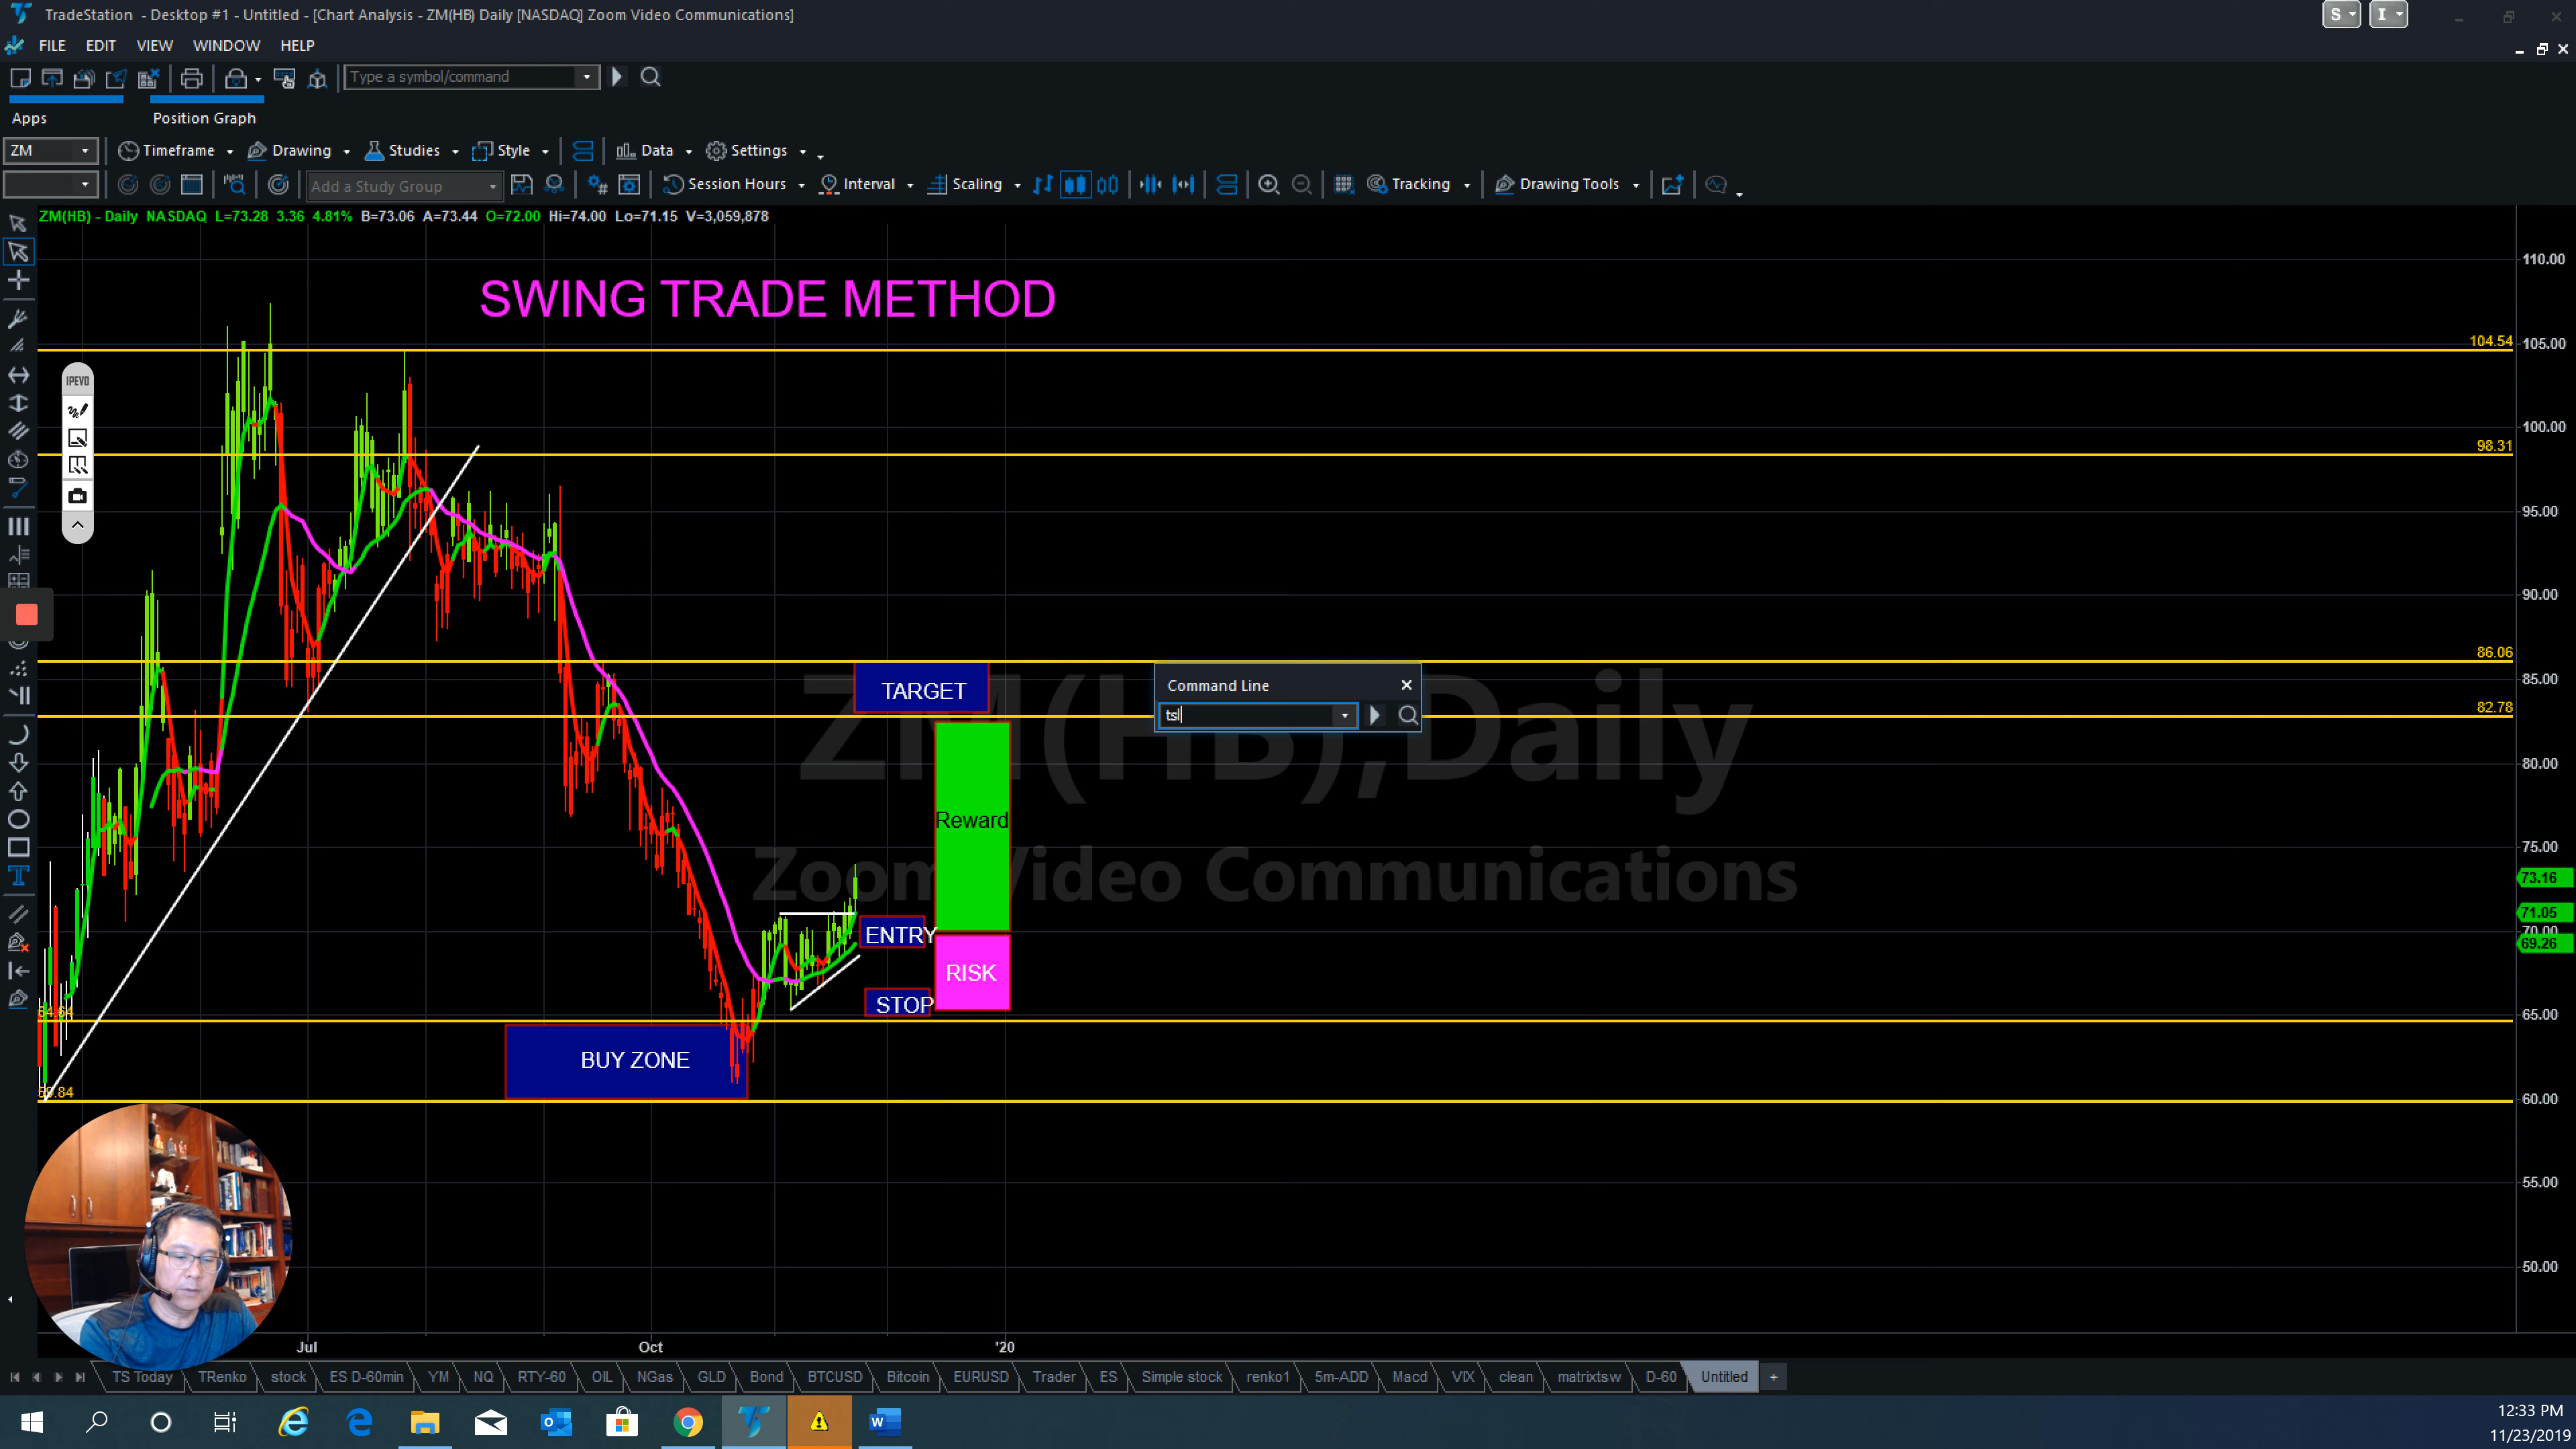 TradeStation - Desktop #1 - Untitled - [Chart Analysis - ZM(HB) Daily [NASDAQ] Zoom Video Communications]
S
I
FILE EDIT VIEW WINDOW HELP
Type a symbol/command
Apps
Position Graph
ZM
Timeframe
Drawing
Studies
Style
Data
Settings
Add a Study Group
Session Hours
Interval
Scaling
Tracking
Drawing Tools
ZM(HB) - Daily NASDAQ L=73.28 3.36 4.81% B=73.06 A=73.44 O=72.00 Hi=74.00 Lo=71.15 V=3,059,878
110.00
SWING TRADE METHOD
104.54
105.00
IPEVO
100.00
98.31
95.00
90.00
86.06
85.00
TARGET
Command Line
tsl
82.78
ZM(HB),Daily
80.00
Reward
75.00
Zoom Video Communications
73.16
71.05
70.00
69.26
ENTRY
RISK
STOP
64.64
65.00
BUY ZONE
59.84
60.00
55.00
50.00
Jul
Oct
'20
TS Today
TRenko
stock
ES D-60min
YM
NQ
RTY-60
OIL
NGas
GLD
Bond
BTCUSD
Bitcoin
EURUSD
Trader
ES
Simple stock
renko1
5m-ADD
Macd
VIX
clean
matrixtsw
D-60
Untitled
+
12:33 PM
11/23/2019